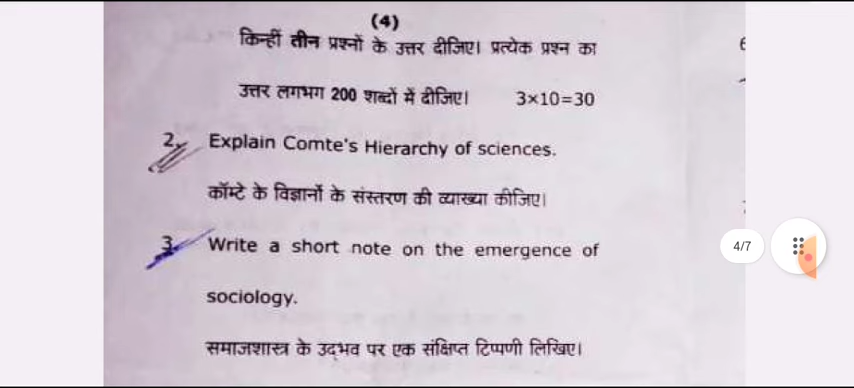 (4)
किन्हीं तीन प्रश्नों के उत्तर दीजिए। प्रत्येक प्रश्न का
उत्तर लगभग 200 शब्दों में दीजिए। 3×10=30
2. Explain Comte's Hierarchy of sciences.
कॉम्टे के विज्ञानों के संस्तरण की व्याख्या कीजिए।
3. Write a short note on the emergence of
sociology.
समाजशास्त्र के उद्भव पर एक संक्षिप्त टिप्पणी लिखिए।
4/7